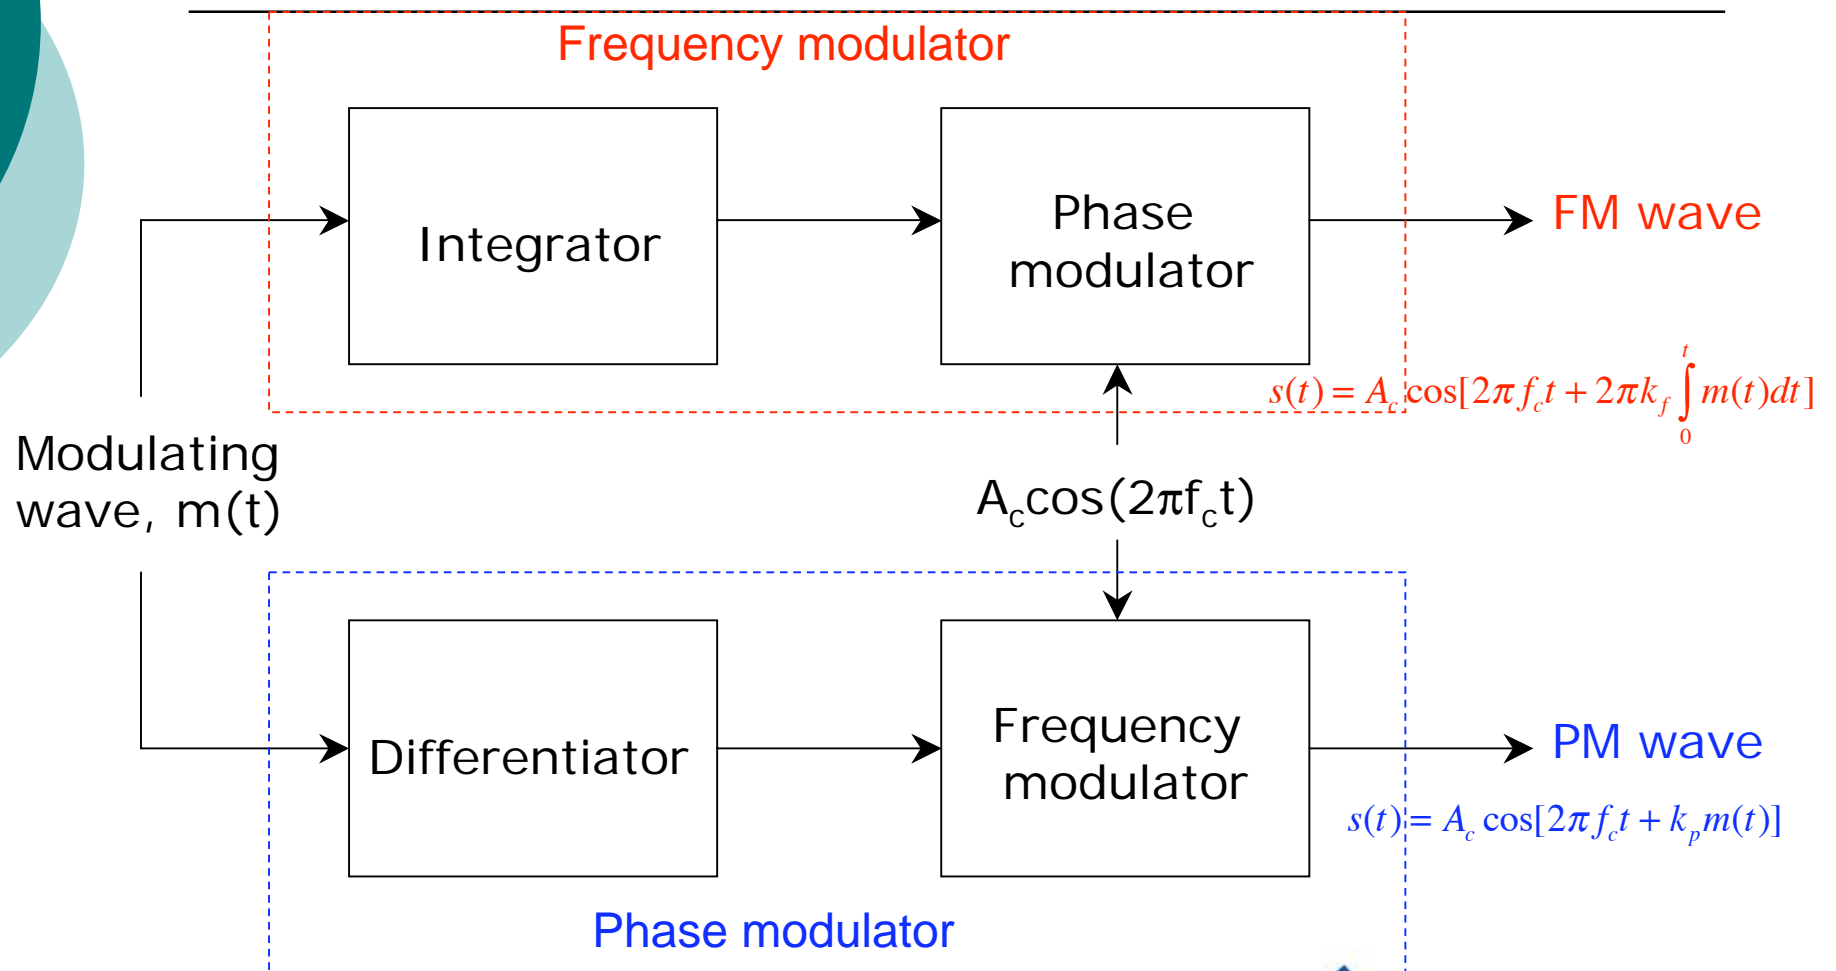 Frequency modulator
Integrator
Phase
modulator
FM wave
s(t) = A_c cos[2πf_c t + 2πk_f ∫_0^t m(t)dt]
Modulating
wave, m(t)
A_c cos(2πf_c t)
Differentiator
Frequency
modulator
PM wave
s(t) = A_c cos[2πf_c t + k_p m(t)]
Phase modulator